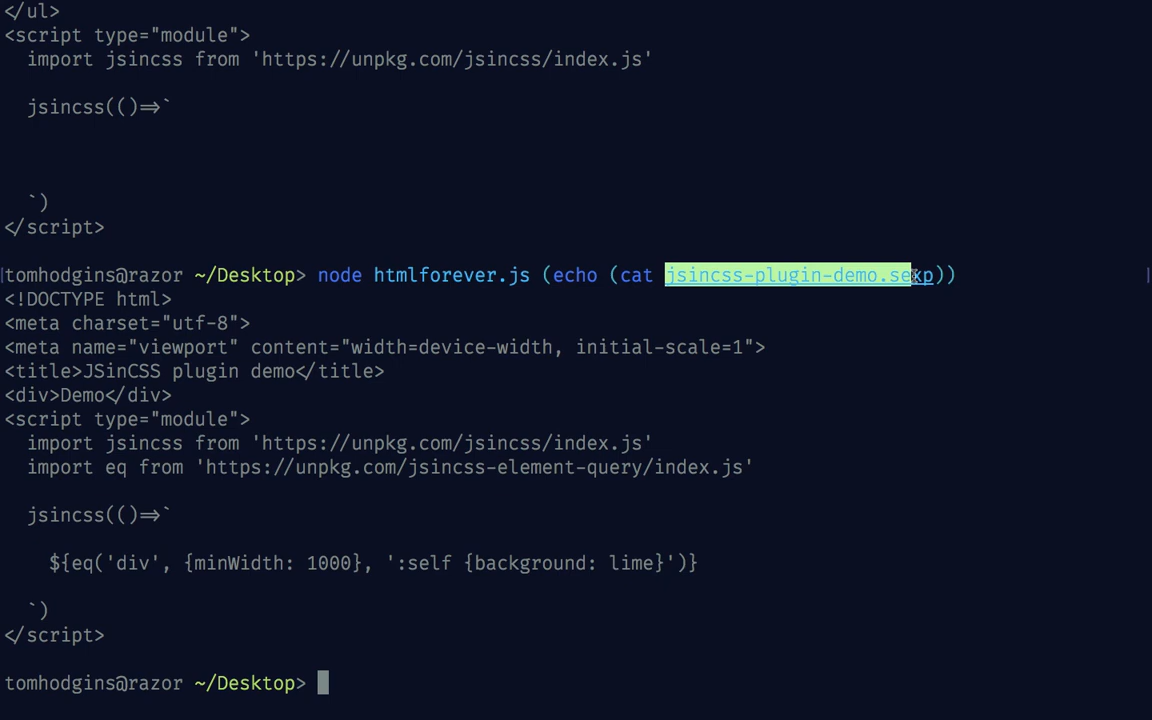 </ul>
<script type="module">
  import jsincss from 'https://unpkg.com/jsincss/index.js'

  jsincss(()=>`

  `)
</script>

tomhodgins@razor ~/Desktop> node htmlforever.js (echo (cat jsincss-plugin-demo.sexp))
<!DOCTYPE html>
<meta charset="utf-8">
<meta name="viewport" content="width=device-width, initial-scale=1">
<title>JSinCSS plugin demo</title>
<div>Demo</div>
<script type="module">
  import jsincss from 'https://unpkg.com/jsincss/index.js'
  import eq from 'https://unpkg.com/jsincss-element-query/index.js'

  jsincss(()=>`

    ${eq('div', {minWidth: 1000}, ':self {background: lime}')}

  `)
</script>

tomhodgins@razor ~/Desktop>